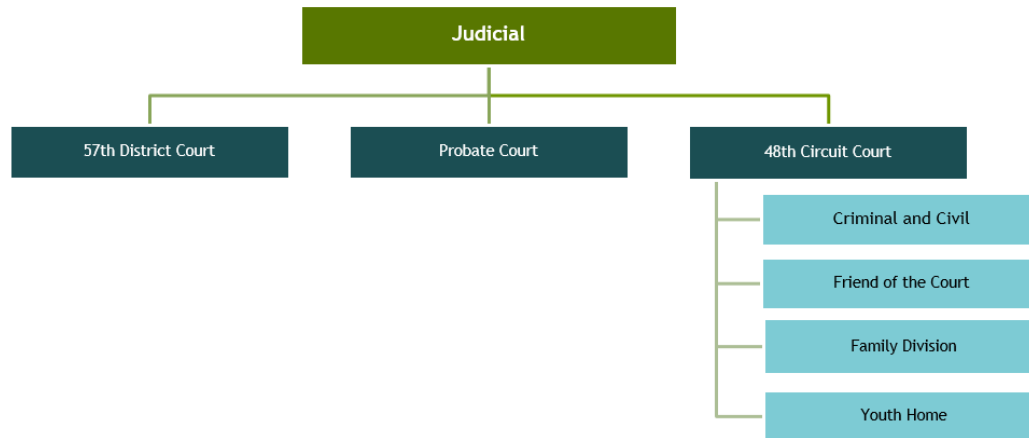 Judicial
57th District Court
Probate Court
48th Circuit Court
Criminal and Civil
Friend of the Court
Family Division
Youth Home